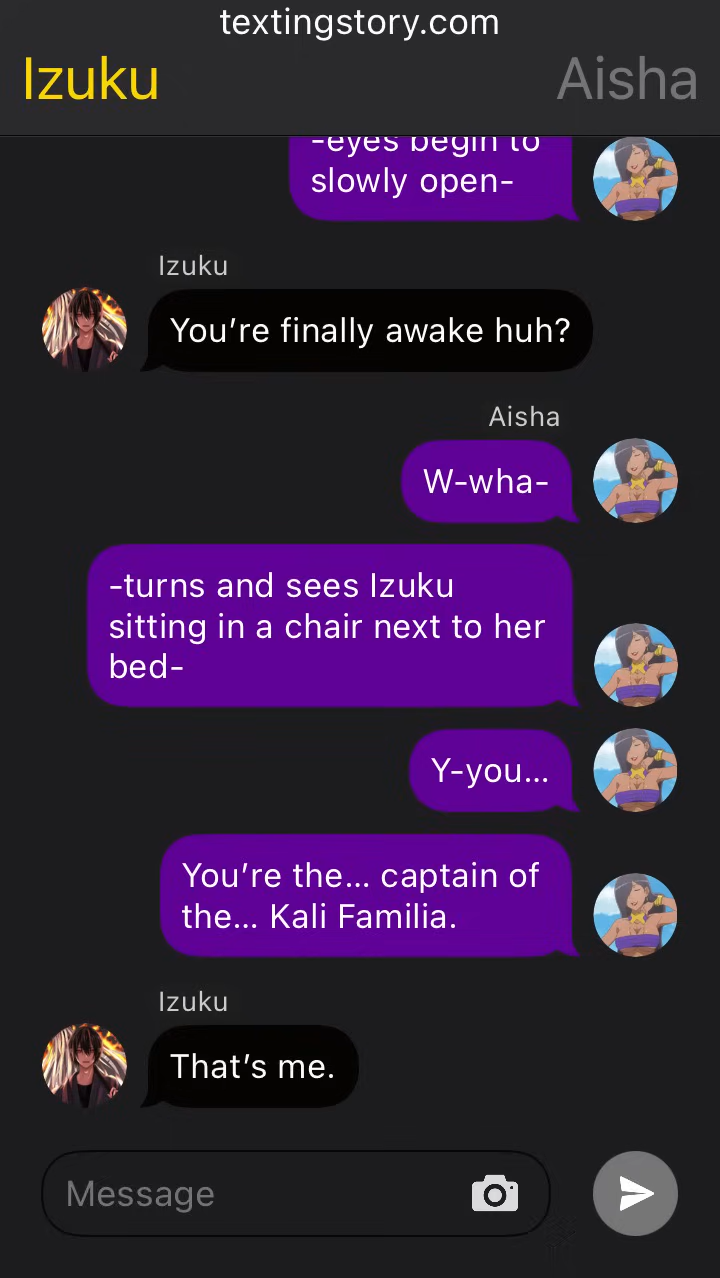 textingstory.com
Izuku
Aisha
-eyes begin to
slowly open-
Izuku
You’re finally awake huh?
Aisha
W-wha-
-turns and sees Izuku
sitting in a chair next to her
bed-
Y-you...
You’re the... captain of
the... Kali Familia.
Izuku
That’s me.
Message